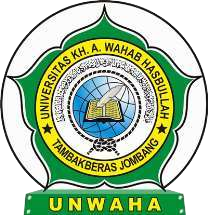 UNIVERSITAS KH. A. WAHAB HASBULLAH
TAMBAKBERAS JOMBANG
UNWAHA